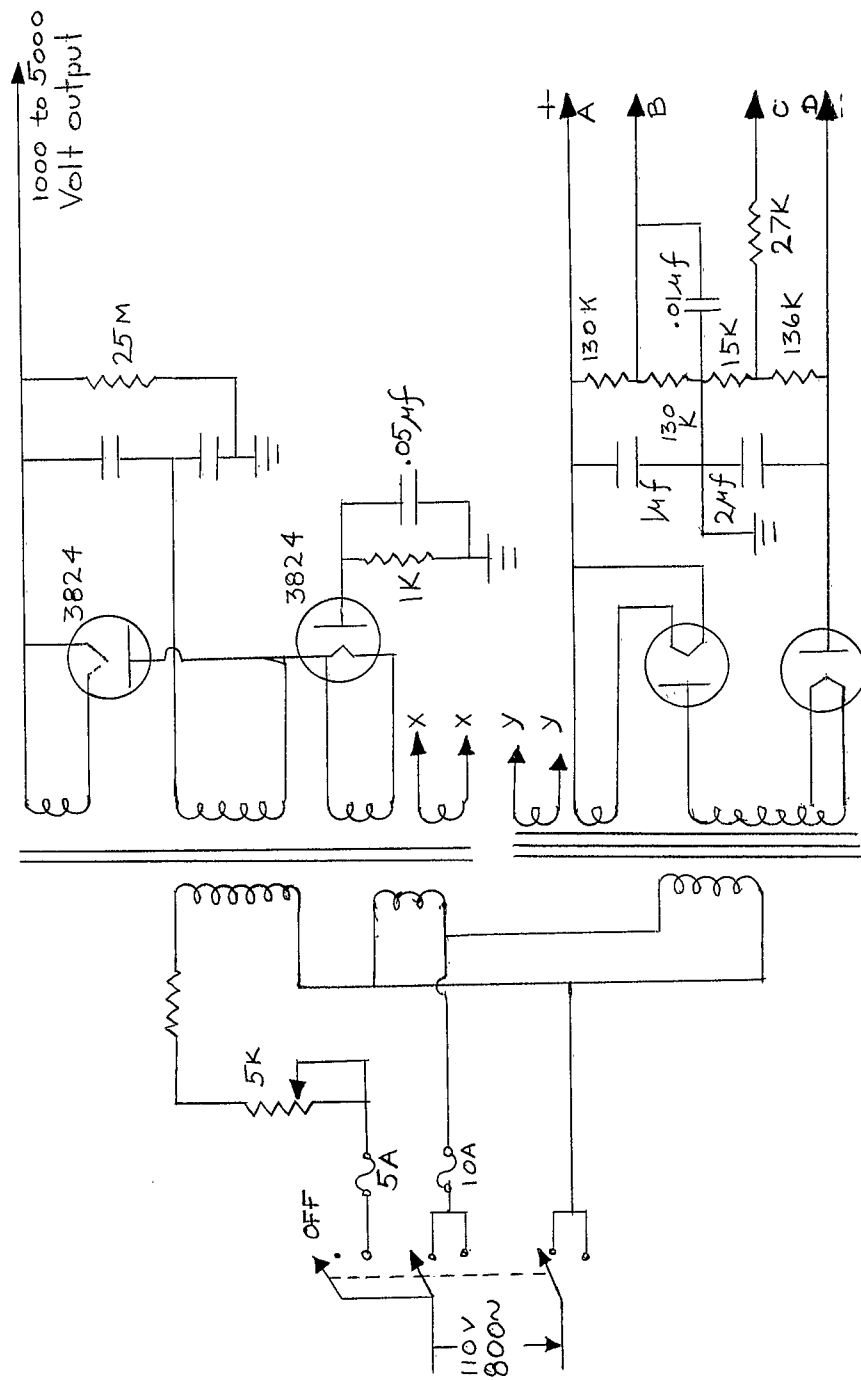 1000 to 5000
Volt output
25M
3824
.05µf
1K
3824
X
X
Y
Y
+
A
B
C
D
-
130K
.01µf
130
K
15K
27K
136K
1µf
2µf
5K
5A
10A
OFF
110V
800~